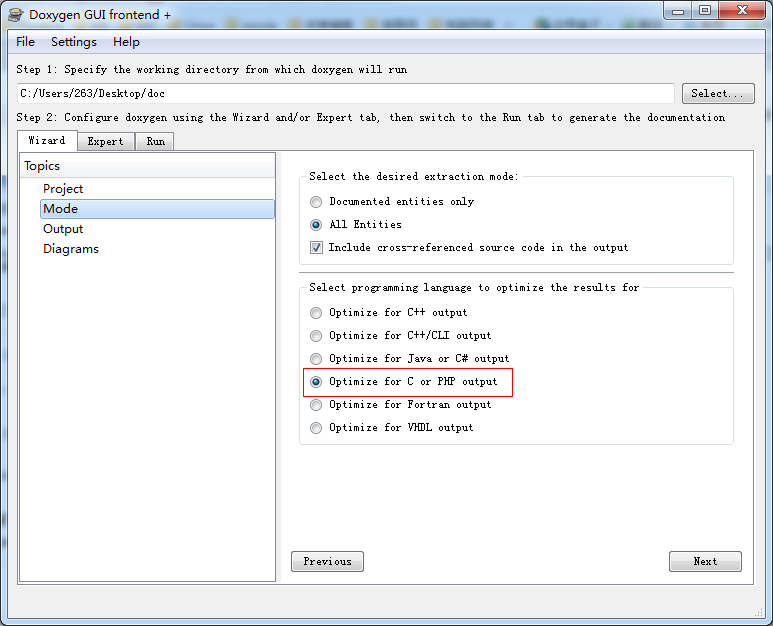 Doxygen GUI frontend +
File Settings Help
Step 1: Specify the working directory from which doxygen will run
C:/Users/263/Desktop/doc
Select...
Step 2: Configure doxygen using the Wizard and/or Expert tab, then switch to the Run tab to generate the documentation
Wizard Expert Run
Topics
Project
Mode
Output
Diagrams
Select the desired extraction mode:
Documented entities only
All Entities
Include cross-referenced source code in the output
Select programming language to optimize the results for
Optimize for C++ output
Optimize for C++/CLI output
Optimize for Java or C# output
Optimize for C or PHP output
Optimize for Fortran output
Optimize for VHDL output
Previous
Next